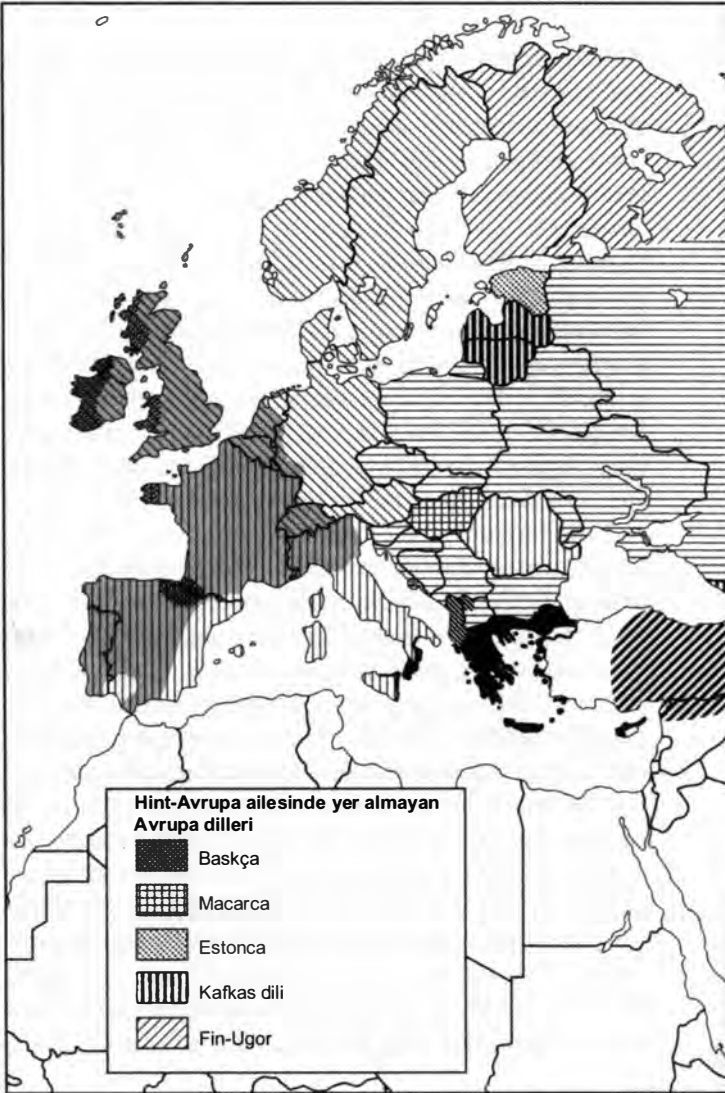 Hint-Avrupa ailesinde yer almayan
Avrupa dilleri
Baskça
Macarca
Estonca
Kafkas dili
Fin-Ugor